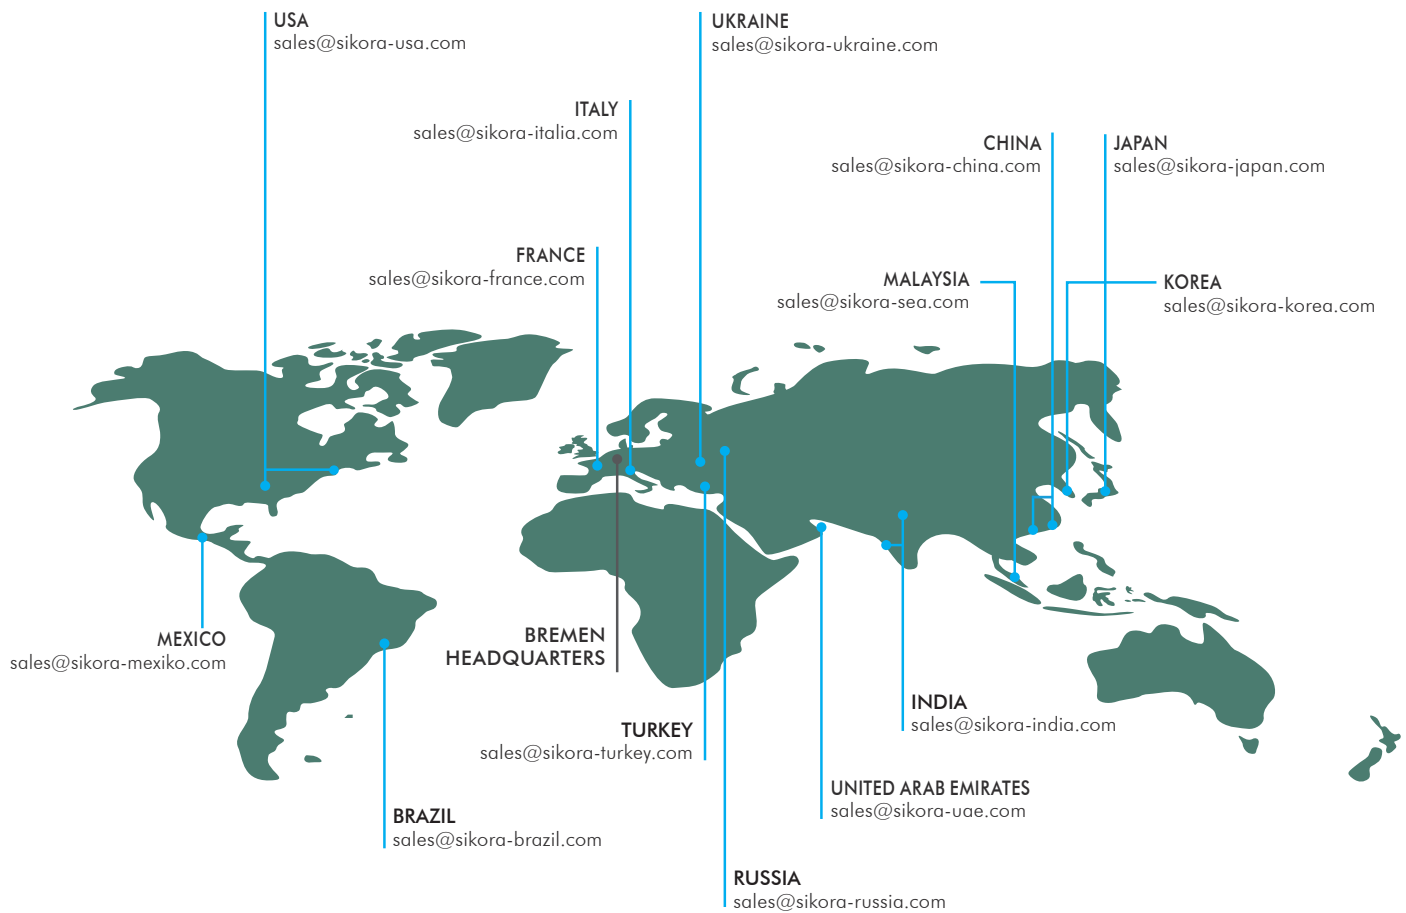 USA
sales@sikora-usa.com
UKRAINE
sales@sikora-ukraine.com
ITALY
sales@sikora-italia.com
CHINA
sales@sikora-china.com
JAPAN
sales@sikora-japan.com
FRANCE
sales@sikora-france.com
MALAYSIA
sales@sikora-sea.com
KOREA
sales@sikora-korea.com
MEXICO
sales@sikora-mexiko.com
BREMEN
HEADQUARTERS
INDIA
sales@sikora-india.com
TURKEY
sales@sikora-turkey.com
UNITED ARAB EMIRATES
sales@sikora-uae.com
BRAZIL
sales@sikora-brazil.com
RUSSIA
sales@sikora-russia.com